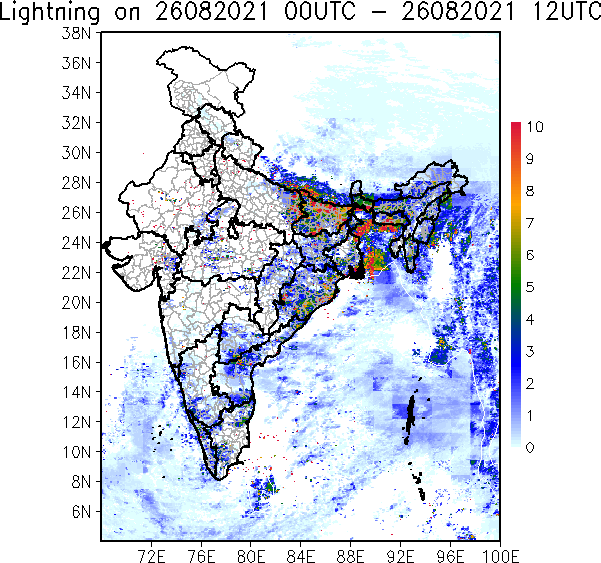 Lightning on 26082021 00UTC – 26082021 12UTC
38N
36N
34N
32N
30N
28N
26N
24N
22N
20N
18N
16N
14N
12N
10N
8N
6N
72E 76E 80E 84E 88E 92E 96E 100E
10
9
8
7
6
5
4
3
2
1
0